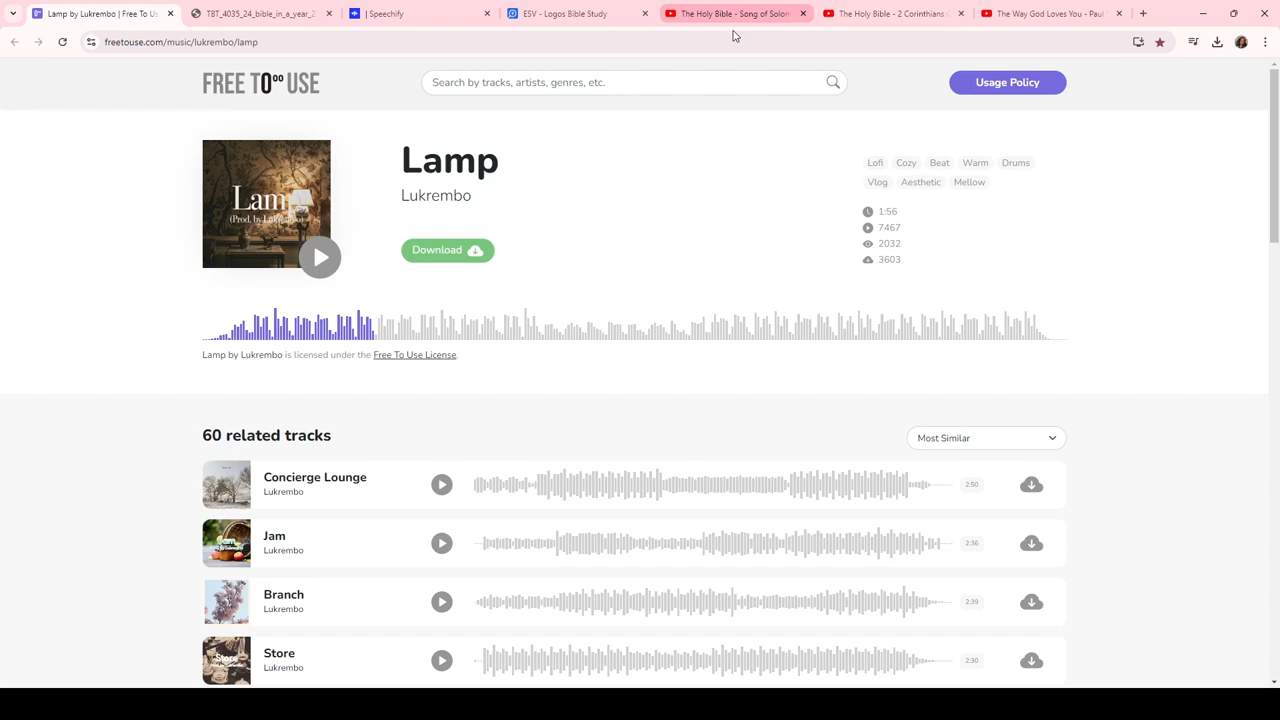 Lamp by Lukrembo | Free To Us
TBT_4035_24_bible_in_a_year_2
| Speechify
ESV - Logos Bible Study
The Holy Bible - Song of Solom
The Holy Bible - 2 Corinthians
The Way God Loves You - Paul
freetouse.com/music/lukrembo/lamp
FREE TO USE
Search by tracks, artists, genres, etc.
Usage Policy
Lamp
(Prod. by Lukrembo)
Lamp
Lukrembo
Download
Lofi Cozy Beat Warm Drums
Vlog Aesthetic Mellow
1:56
7467
2032
3603
Lamp by Lukrembo is licensed under the Free To Use License.
60 related tracks
Most Similar
Concierge Lounge
Lukrembo
2:50
Jam
Lukrembo
2:36
Branch
Lukrembo
2:39
Store
Lukrembo
2:30